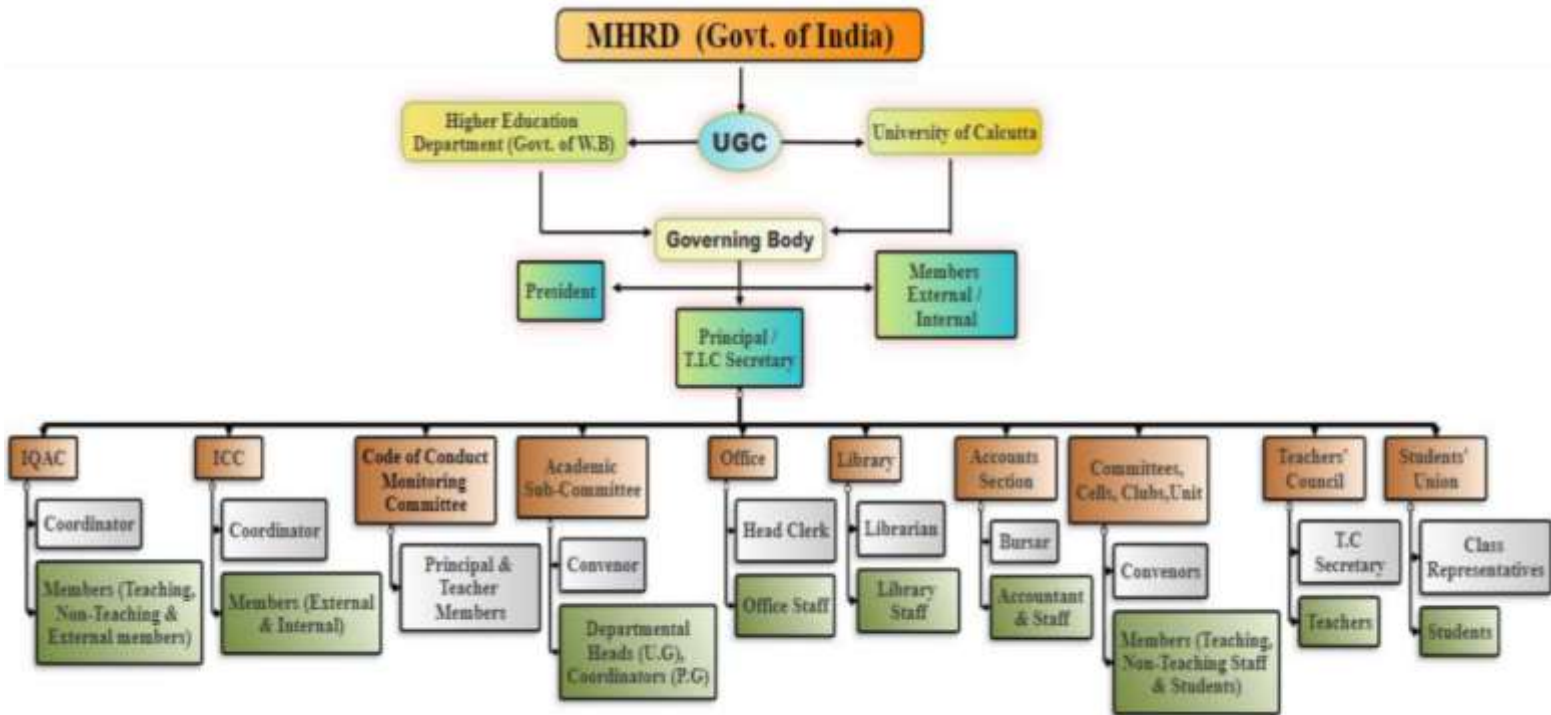 MHRD (Govt. of India)
Higher Education
Department (Govt. of W.B)
UGC
University of Calcutta
Governing Body
President
Members
External /
Internal
Principal /
T.I.C Secretary
IQAC
Coordinator
Members (Teaching,
Non-Teaching &
External members)
ICC
Coordinator
Members (External
& Internal)
Code of Conduct
Monitoring
Committee
Principal &
Teacher
Members
Academic
Sub-Committee
Convenor
Departmental
Heads (U.G),
Coordinators (P.G)
Office
Head Clerk
Office Staff
Library
Librarian
Library
Staff
Accounts
Section
Bursar
Accountant
& Staff
Committees,
Cells, Clubs,Unit
Convenors
Members (Teaching,
Non-Teaching Staff
& Students)
Teachers'
Council
T.C
Secretary
Teachers
Students'
Union
Class
Representatives
Students